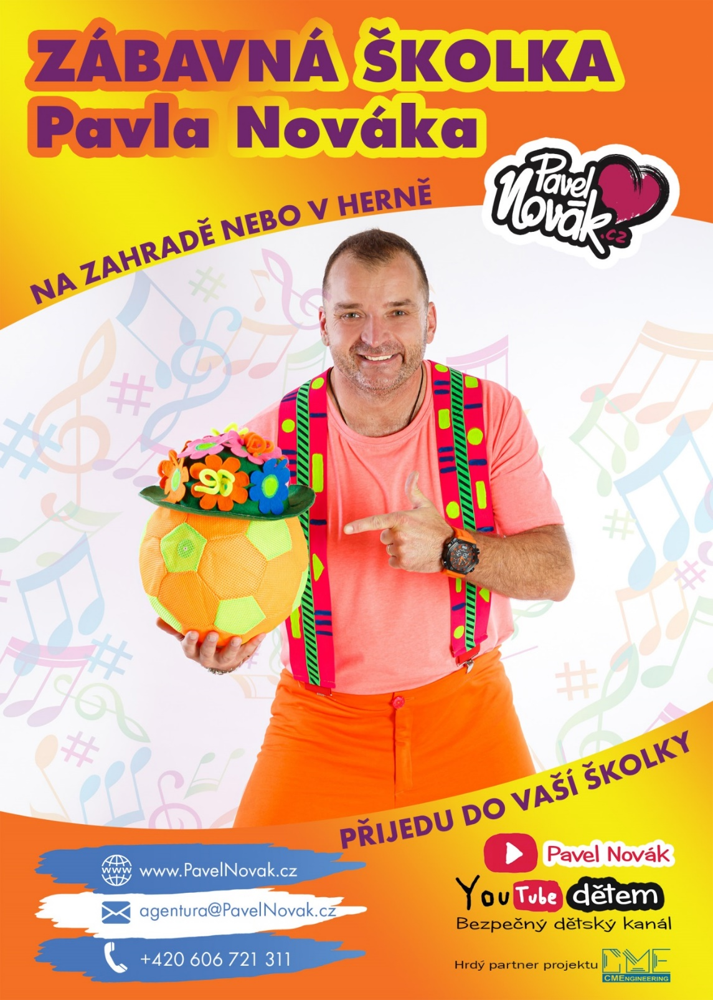 ZÁBAVNÁ ŠKOLKA
Pavla Nováka
NA ZAHRADĚ NEBO V HERNĚ
Pavel
Novák
.cz
PŘIJEDU DO VAŠÍ ŠKOLKY
www
www.PavelNovak.cz
agentura@PavelNovak.cz
+420 606 721 311
Pavel Novák
YouTube dětem
Bezpečný dětský kanál
Hrdý partner projektu CME
CMENGINEERING